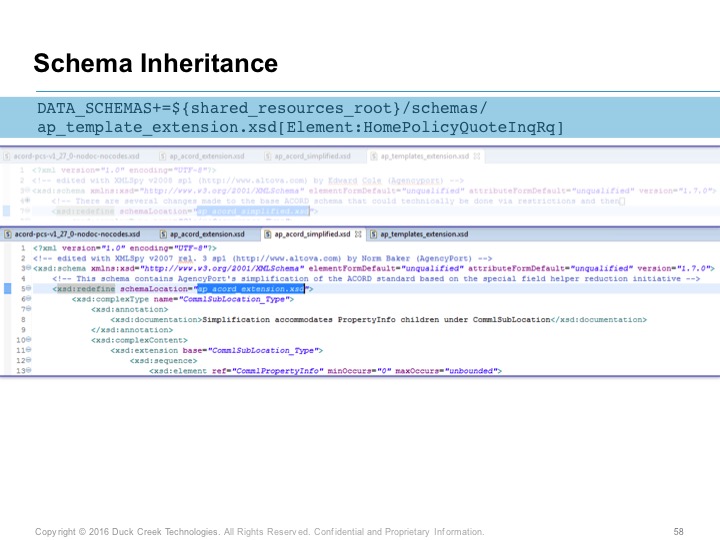 Schema Inheritance
DATA_SCHEMAS+=${shared_resources_root}/schemas/
ap_template_extension.xsd[Element:HomePolicyQuoteInqRq]
acord-pcs-v1_27_0-nodoc-nocodes.xsd ap_acord_extension.xsd ap_acord_simplified.xsd ap_templates_extension.xsd
1 <?xml version="1.0" encoding="UTF-8"?>
2 <!-- edited with XMLSpy v2008 sp1 (http://www.altova.com) by Edward Cole (Agencyport) -->
3 <xsd:schema xmlns:xsd="http://www.w3.org/2001/XMLSchema" elementFormDefault="unqualified" attributeFormDefault="unqualified" version="1.7.0">
4 <!-- There are several changes made to the base ACORD schema that could technically be done via restrictions and then
<xsd:redefine schemaLocation="ap_acord_simplified.xsd">
acord-pcs-v1_27_0-nodoc-nocodes.xsd ap_acord_extension.xsd ap_acord_simplified.xsd ap_templates_extension.xsd
1 <?xml version="1.0" encoding="UTF-8"?>
2 <!-- edited with XMLSpy v2007 rel. 3 sp1 (http://www.altova.com) by Norm Baker (AgencyPort) -->
3 <xsd:schema xmlns:xsd="http://www.w3.org/2001/XMLSchema" elementFormDefault="unqualified" attributeFormDefault="unqualified" version="1.7.0">
4 <!-- This schema contains AgencyPort's simplification of the ACORD standard based on the special field helper reduction initiative -->
5 <xsd:redefine schemaLocation="ap_acord_extension.xsd">
6 <xsd:complexType name="CommlSubLocation_Type">
7 <xsd:annotation>
8 <xsd:documentation>Simplification accommodates PropertyInfo children under CommlSubLocation</xsd:documentation>
9 </xsd:annotation>
10 <xsd:complexContent>
11 <xsd:extension base="CommlSubLocation_Type">
12 <xsd:sequence>
13 <xsd:element ref="CommlPropertyInfo" minOccurs="0" maxOccurs="unbounded">
Copyright © 2016 Duck Creek Technologies. All Rights Reserved. Confidential and Proprietary Information.
58